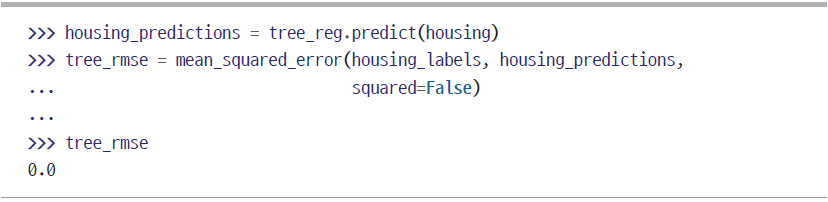 >>> housing_predictions = tree_reg.predict(housing)
>>> tree_rmse = mean_squared_error(housing_labels, housing_predictions,
...                                squared=False)
...
>>> tree_rmse
0.0